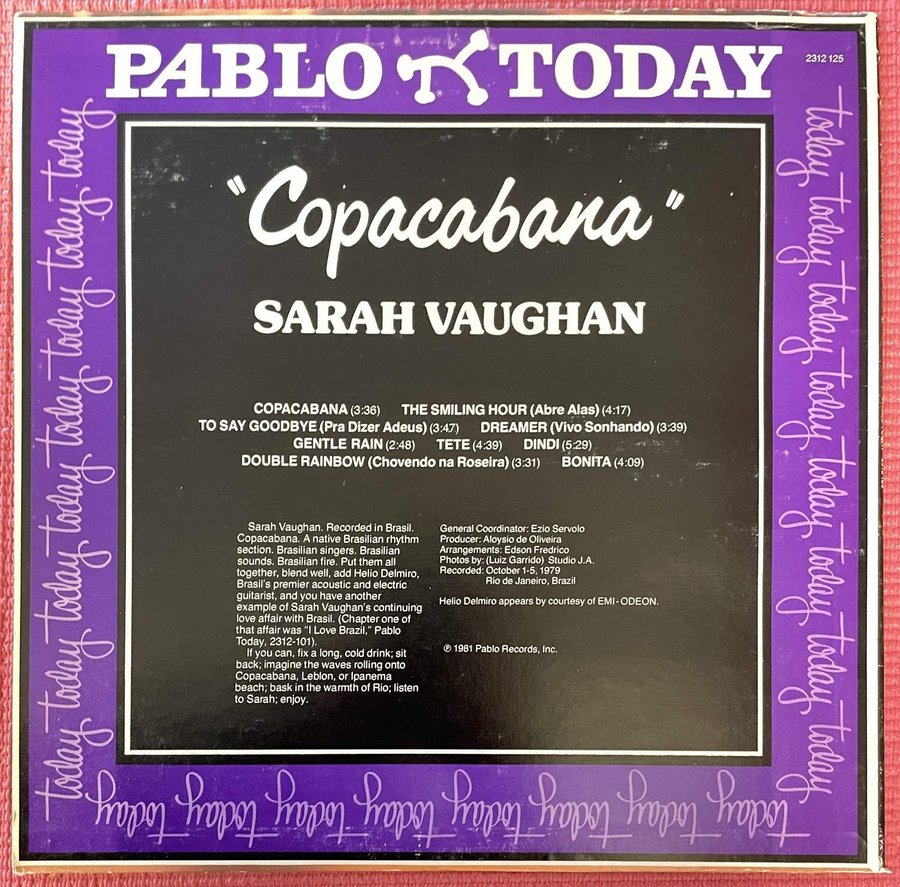 PABLO TODAY
2312 125
"Copacabana"
SARAH VAUGHAN
COPACABANA (3:36) THE SMILING HOUR (Abre Alas) (4:17)
TO SAY GOODBYE (Pra Dizer Adeus) (3:47) DREAMER (Vivo Sonhando) (3:39)
GENTLE RAIN (2:48) TETE (4:39) DINDI (5:29)
DOUBLE RAINBOW (Chovendo na Roseira) (3:31) BONITA (4:09)
Sarah Vaughan. Recorded in Brasil.
Copacabana. A native Brasilian rhythm
section. Brasilian singers. Brasilian
sounds. Brasilian fire. Put them all
together, blend well, add Helio Delmiro,
Brasil's premier acoustic and electric
guitarist, and you have another
example of Sarah Vaughan's continuing
love affair with Brasil. (Chapter one of
that affair was "I Love Brazil," Pablo
Today, 2312-101).
If you can, fix a long, cold drink; sit
back; imagine the waves rolling onto
Copacabana, Leblon, or Ipanema
beach; bask in the warmth of Rio; listen
to Sarah; enjoy.
General Coordinator: Ezio Servolo
Producer: Aloysio de Oliveira
Arrangements: Edson Fredrico
Photos by: (Luiz Garrido) Studio J.A.
Recorded: October 1-5, 1979
Rio de Janeiro, Brazil
Helio Delmiro appears by courtesy of EMI-ODEON.
℗ 1981 Pablo Records, Inc.
today today today today today today today today
today today today today today today today today
today today today today today today today today